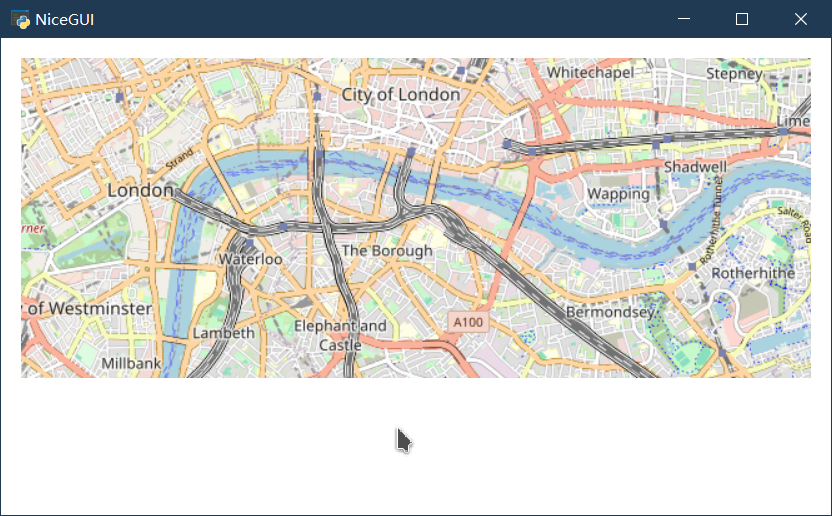 NiceGUI
Whitechapel
Stepney
City of London
Lime
Strand
Shadwell
London
Wapping
Rotherhithe Tunnel
Salter Road
rner
The Borough
Waterloo
Rotherhithe
of Westminster
Bermondsey
Lambeth
Elephant and
Castle
A100
Millbank